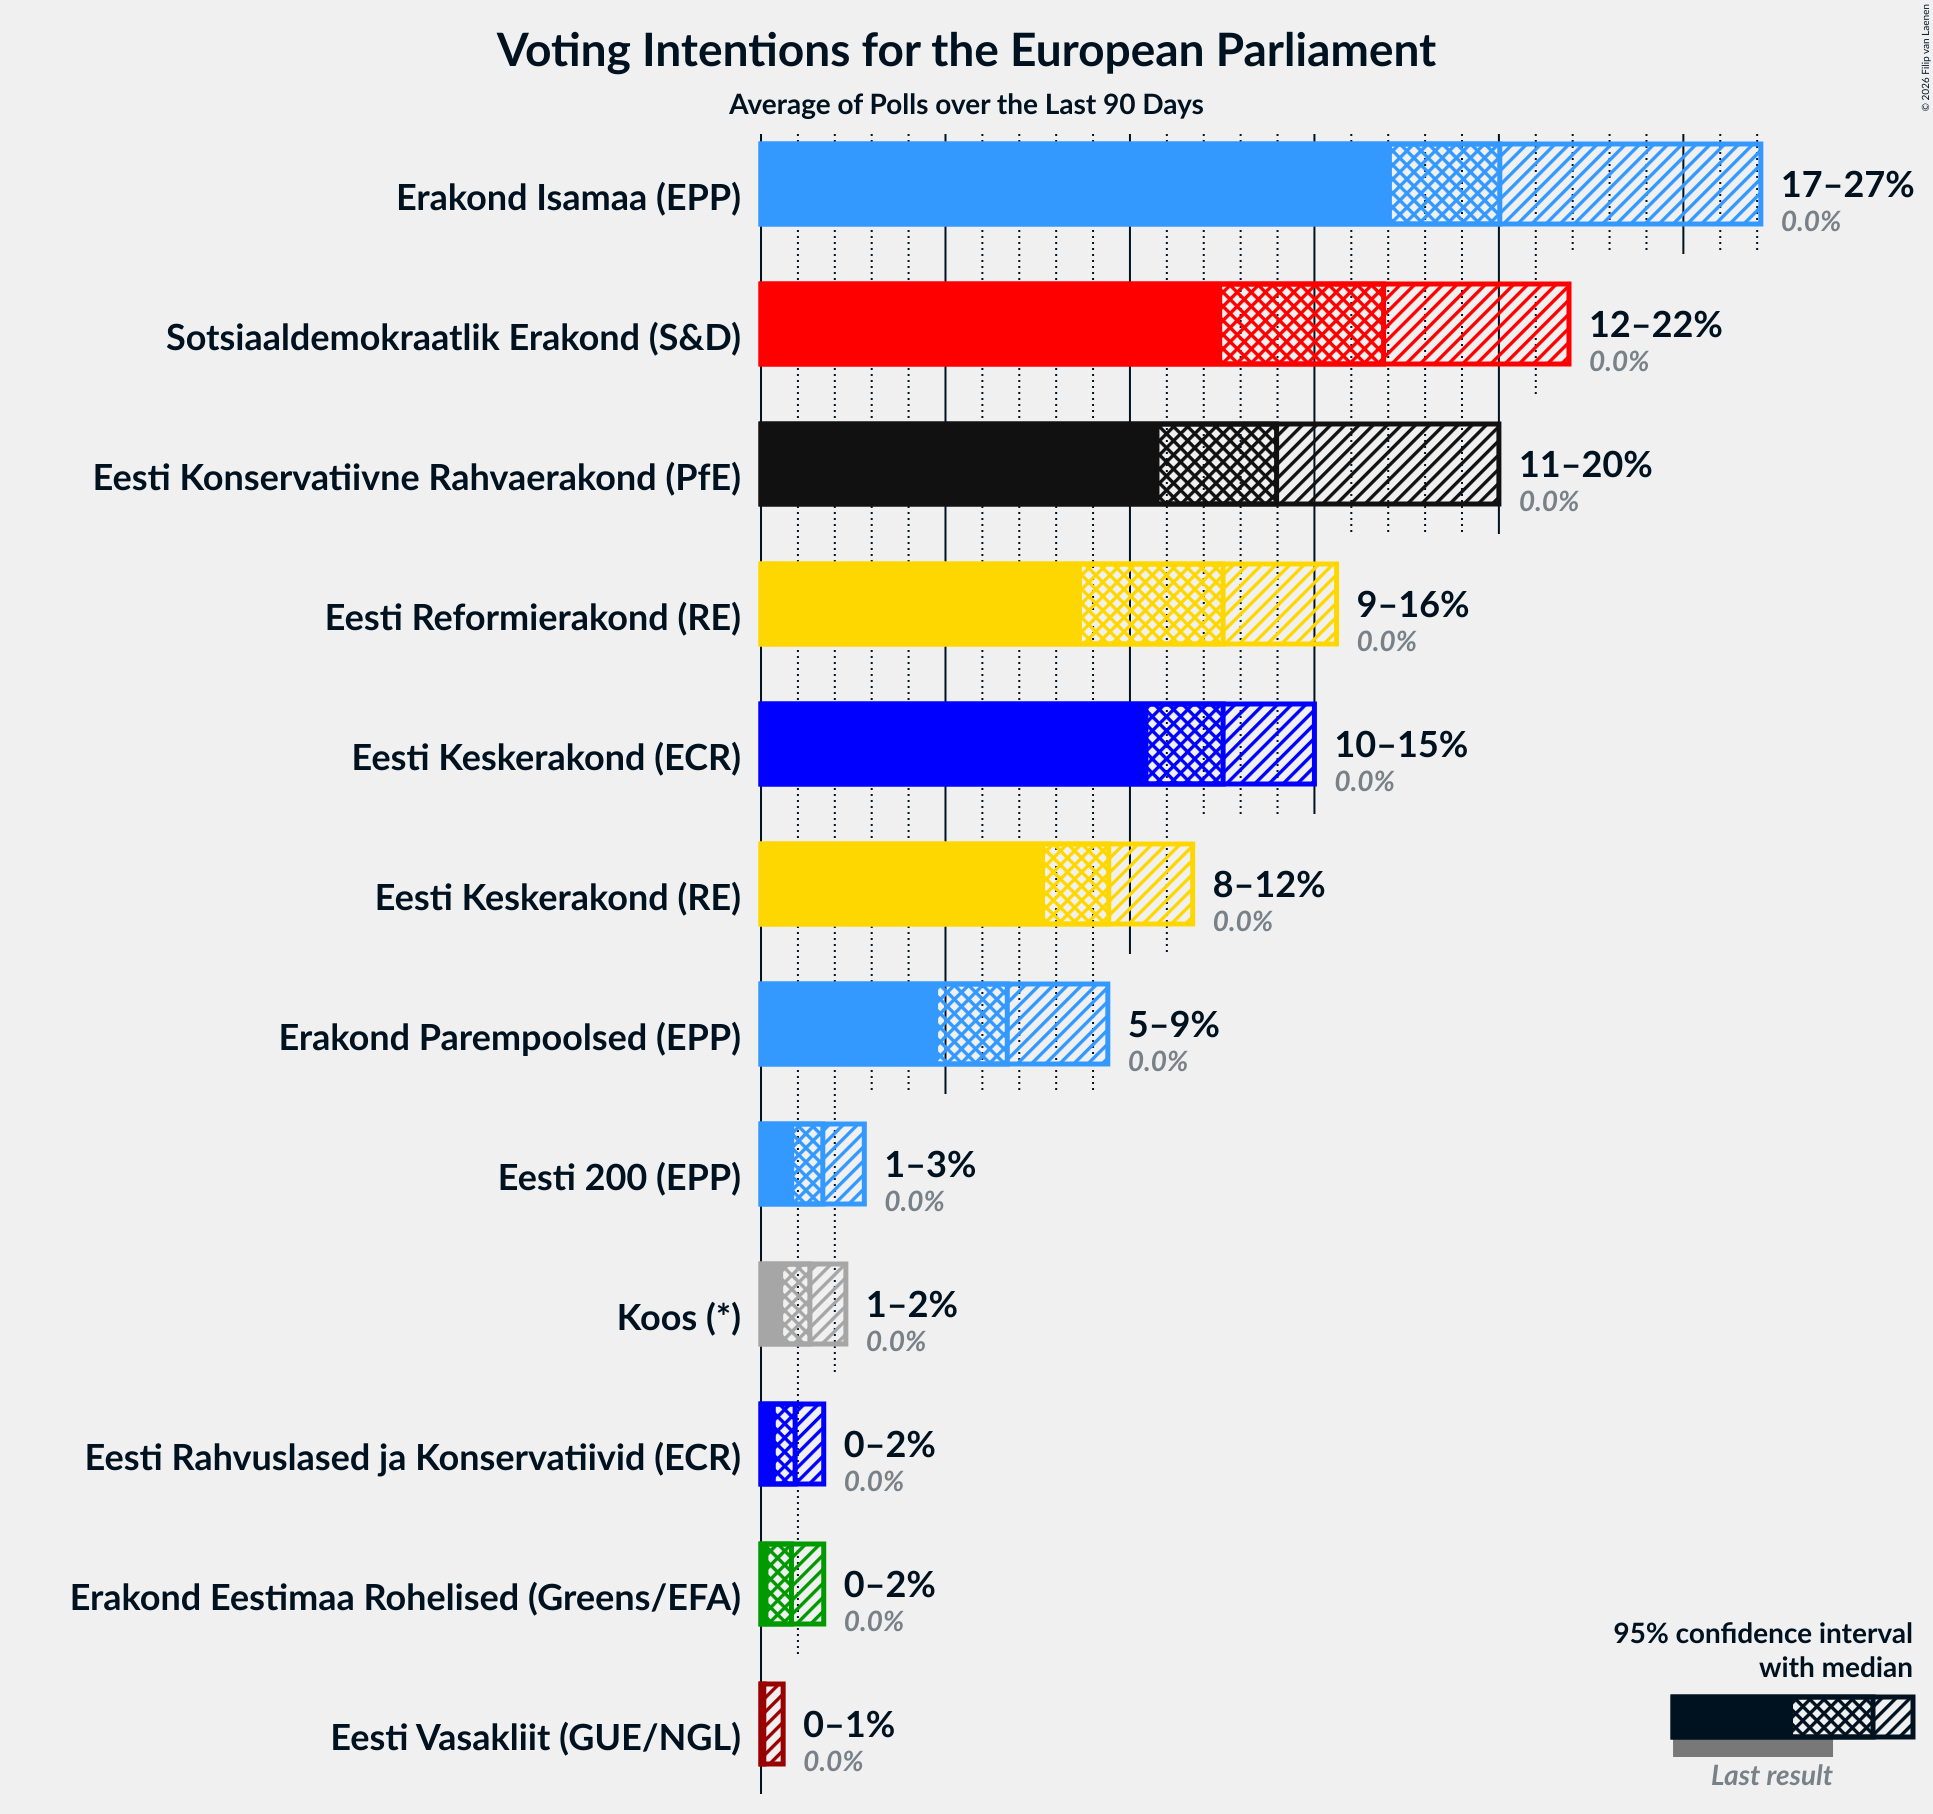 Voting Intentions for the European Parliament
Average of Polls over the Last 90 Days
© 2026 Filip van Laenen
Erakond Isamaa (EPP)
17–27%
0.0%
Sotsiaaldemokraatlik Erakond (S&D)
12–22%
0.0%
Eesti Konservatiivne Rahvaerakond (PfE)
11–20%
0.0%
Eesti Reformierakond (RE)
9–16%
0.0%
Eesti Keskerakond (ECR)
10–15%
0.0%
Eesti Keskerakond (RE)
8–12%
0.0%
Erakond Parempoolsed (EPP)
5–9%
0.0%
Eesti 200 (EPP)
1–3%
0.0%
Koos (*)
1–2%
0.0%
Eesti Rahvuslased ja Konservatiivid (ECR)
0–2%
0.0%
Erakond Eestimaa Rohelised (Greens/EFA)
0–2%
0.0%
Eesti Vasakliit (GUE/NGL)
0–1%
0.0%
95% confidence interval
with median
Last result